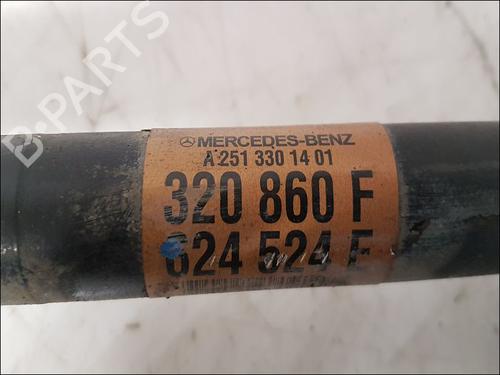 B-PARTS
MERCEDES-BENZ
A 251 330 14 01
320 860 F
624 524 E